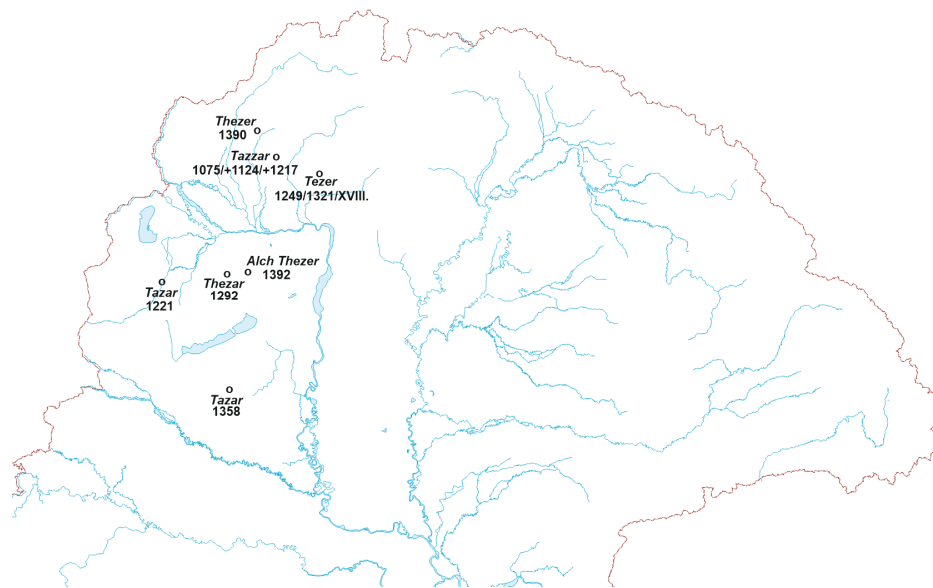 Thezer
1390
Tazzar
1075/+1124/+1217
Tezer
1249/1321/XVIII.
Alch Thezer
1392
Thezar
1292
Tazar
1221
Tazar
1358